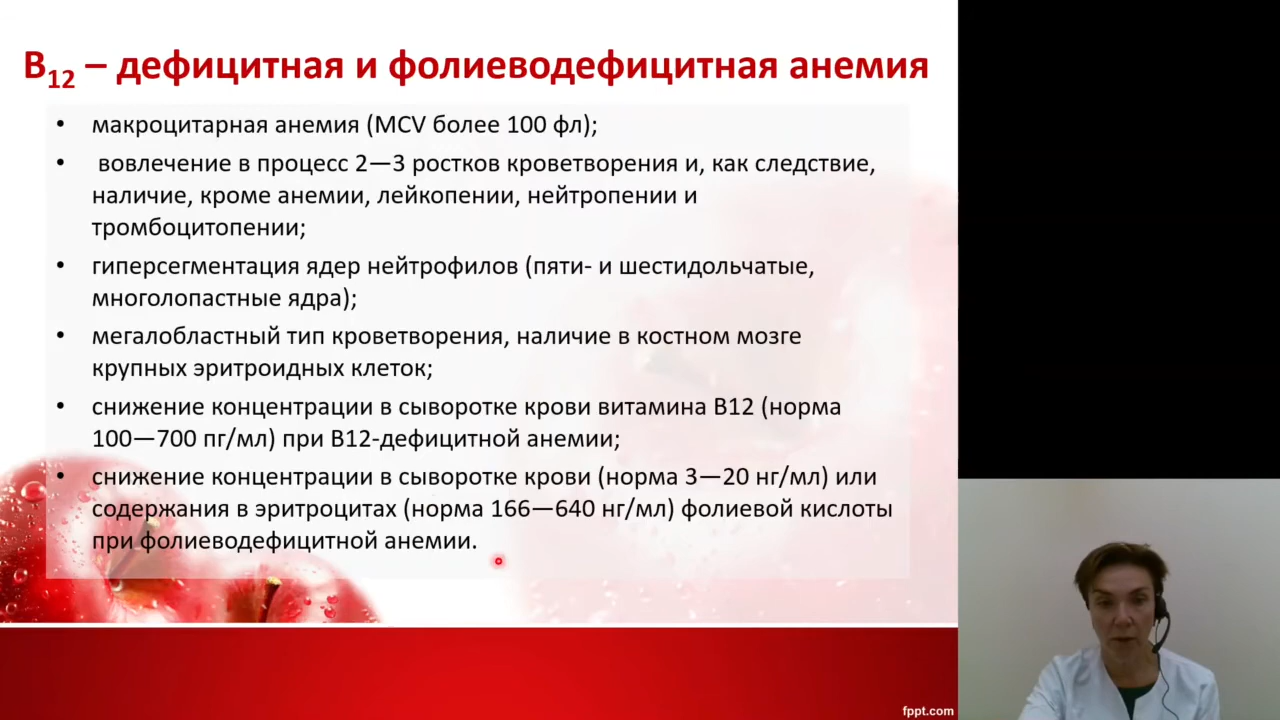 B12 – дефицитная и фолиеводефицитная анемия
• макроцитарная анемия (MCV более 100 фл);
• вовлечение в процесс 2—3 ростков кроветворения и, как следствие,
наличие, кроме анемии, лейкопении, нейтропении и
тромбоцитопении;
• гиперсегментация ядер нейтрофилов (пяти- и шестидольчатые,
многолопастные ядра);
• мегалобластный тип кроветворения, наличие в костном мозге
крупных эритроидных клеток;
• снижение концентрации в сыворотке крови витамина В12 (норма
100—700 пг/мл) при В12-дефицитной анемии;
• снижение концентрации в сыворотке крови (норма 3—20 нг/мл) или
содержания в эритроцитах (норма 166—640 нг/мл) фолиевой кислоты
при фолиеводефицитной анемии.
fppt.com